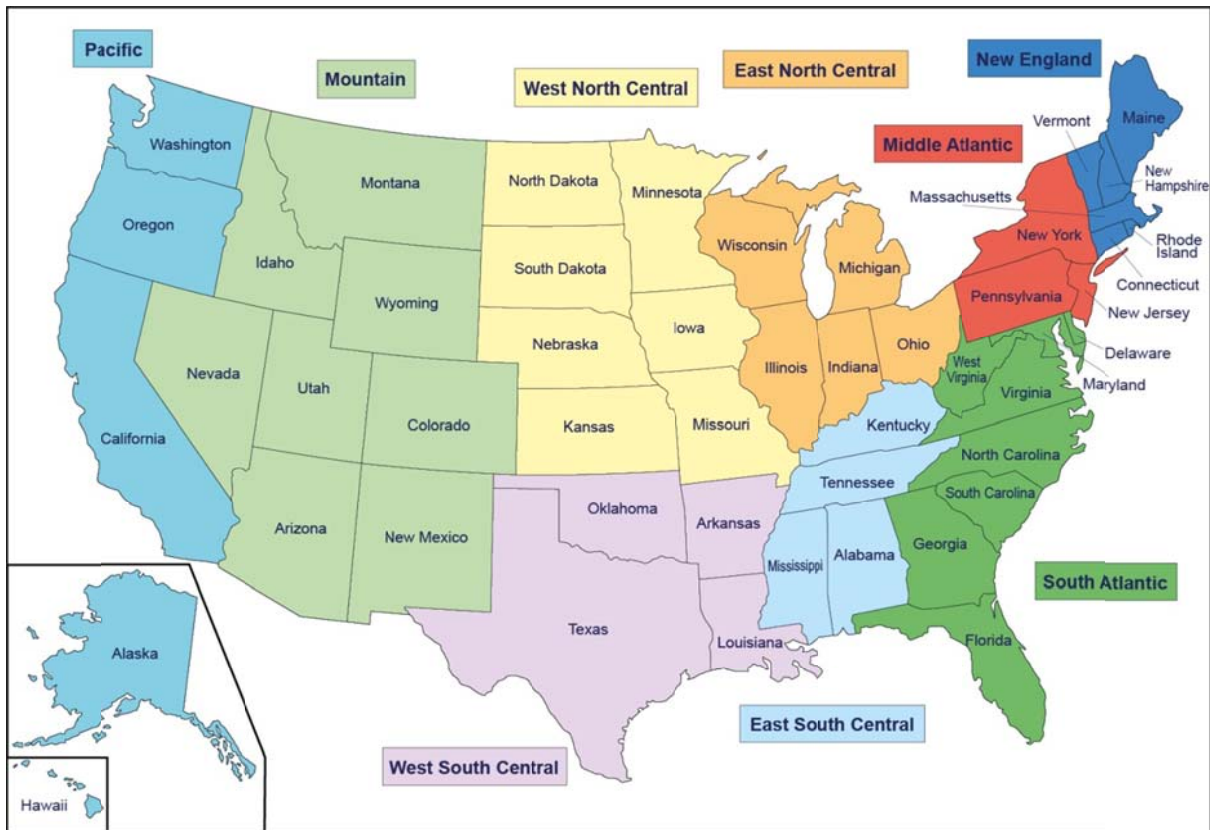 Pacific
Mountain
West North Central
East North Central
New England
Middle Atlantic
South Atlantic
East South Central
West South Central
Washington
Oregon
California
Nevada
Idaho
Montana
Wyoming
Utah
Colorado
Arizona
New Mexico
North Dakota
South Dakota
Nebraska
Kansas
Minnesota
Iowa
Missouri
Oklahoma
Texas
Arkansas
Louisiana
Wisconsin
Michigan
Illinois
Indiana
Ohio
Kentucky
Tennessee
Mississippi
Alabama
Georgia
Florida
South Carolina
North Carolina
Virginia
West
Virginia
Maryland
Delaware
New Jersey
Pennsylvania
New York
Connecticut
Rhode
Island
Massachusetts
Vermont
New
Hampshire
Maine
Alaska
Hawaii